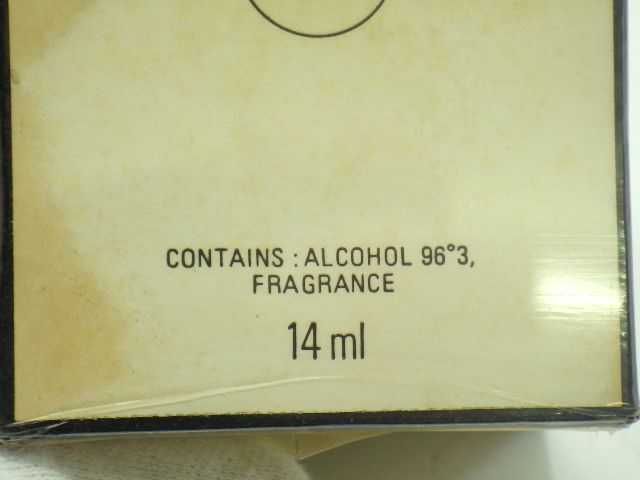 CONTAINS : ALCOHOL 96°3,
FRAGRANCE
14 ml